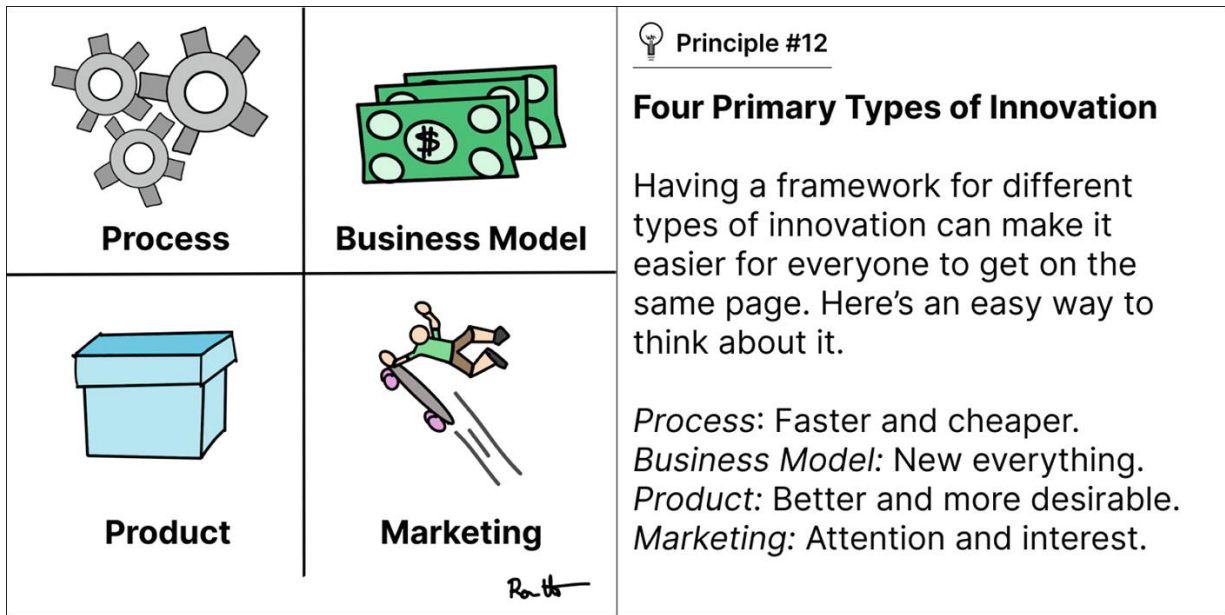 Process
Business Model
Product
Marketing
Principle #12
Four Primary Types of Innovation
Having a framework for different
types of innovation can make it
easier for everyone to get on the
same page. Here’s an easy way to
think about it.
Process: Faster and cheaper.
Business Model: New everything.
Product: Better and more desirable.
Marketing: Attention and interest.
$